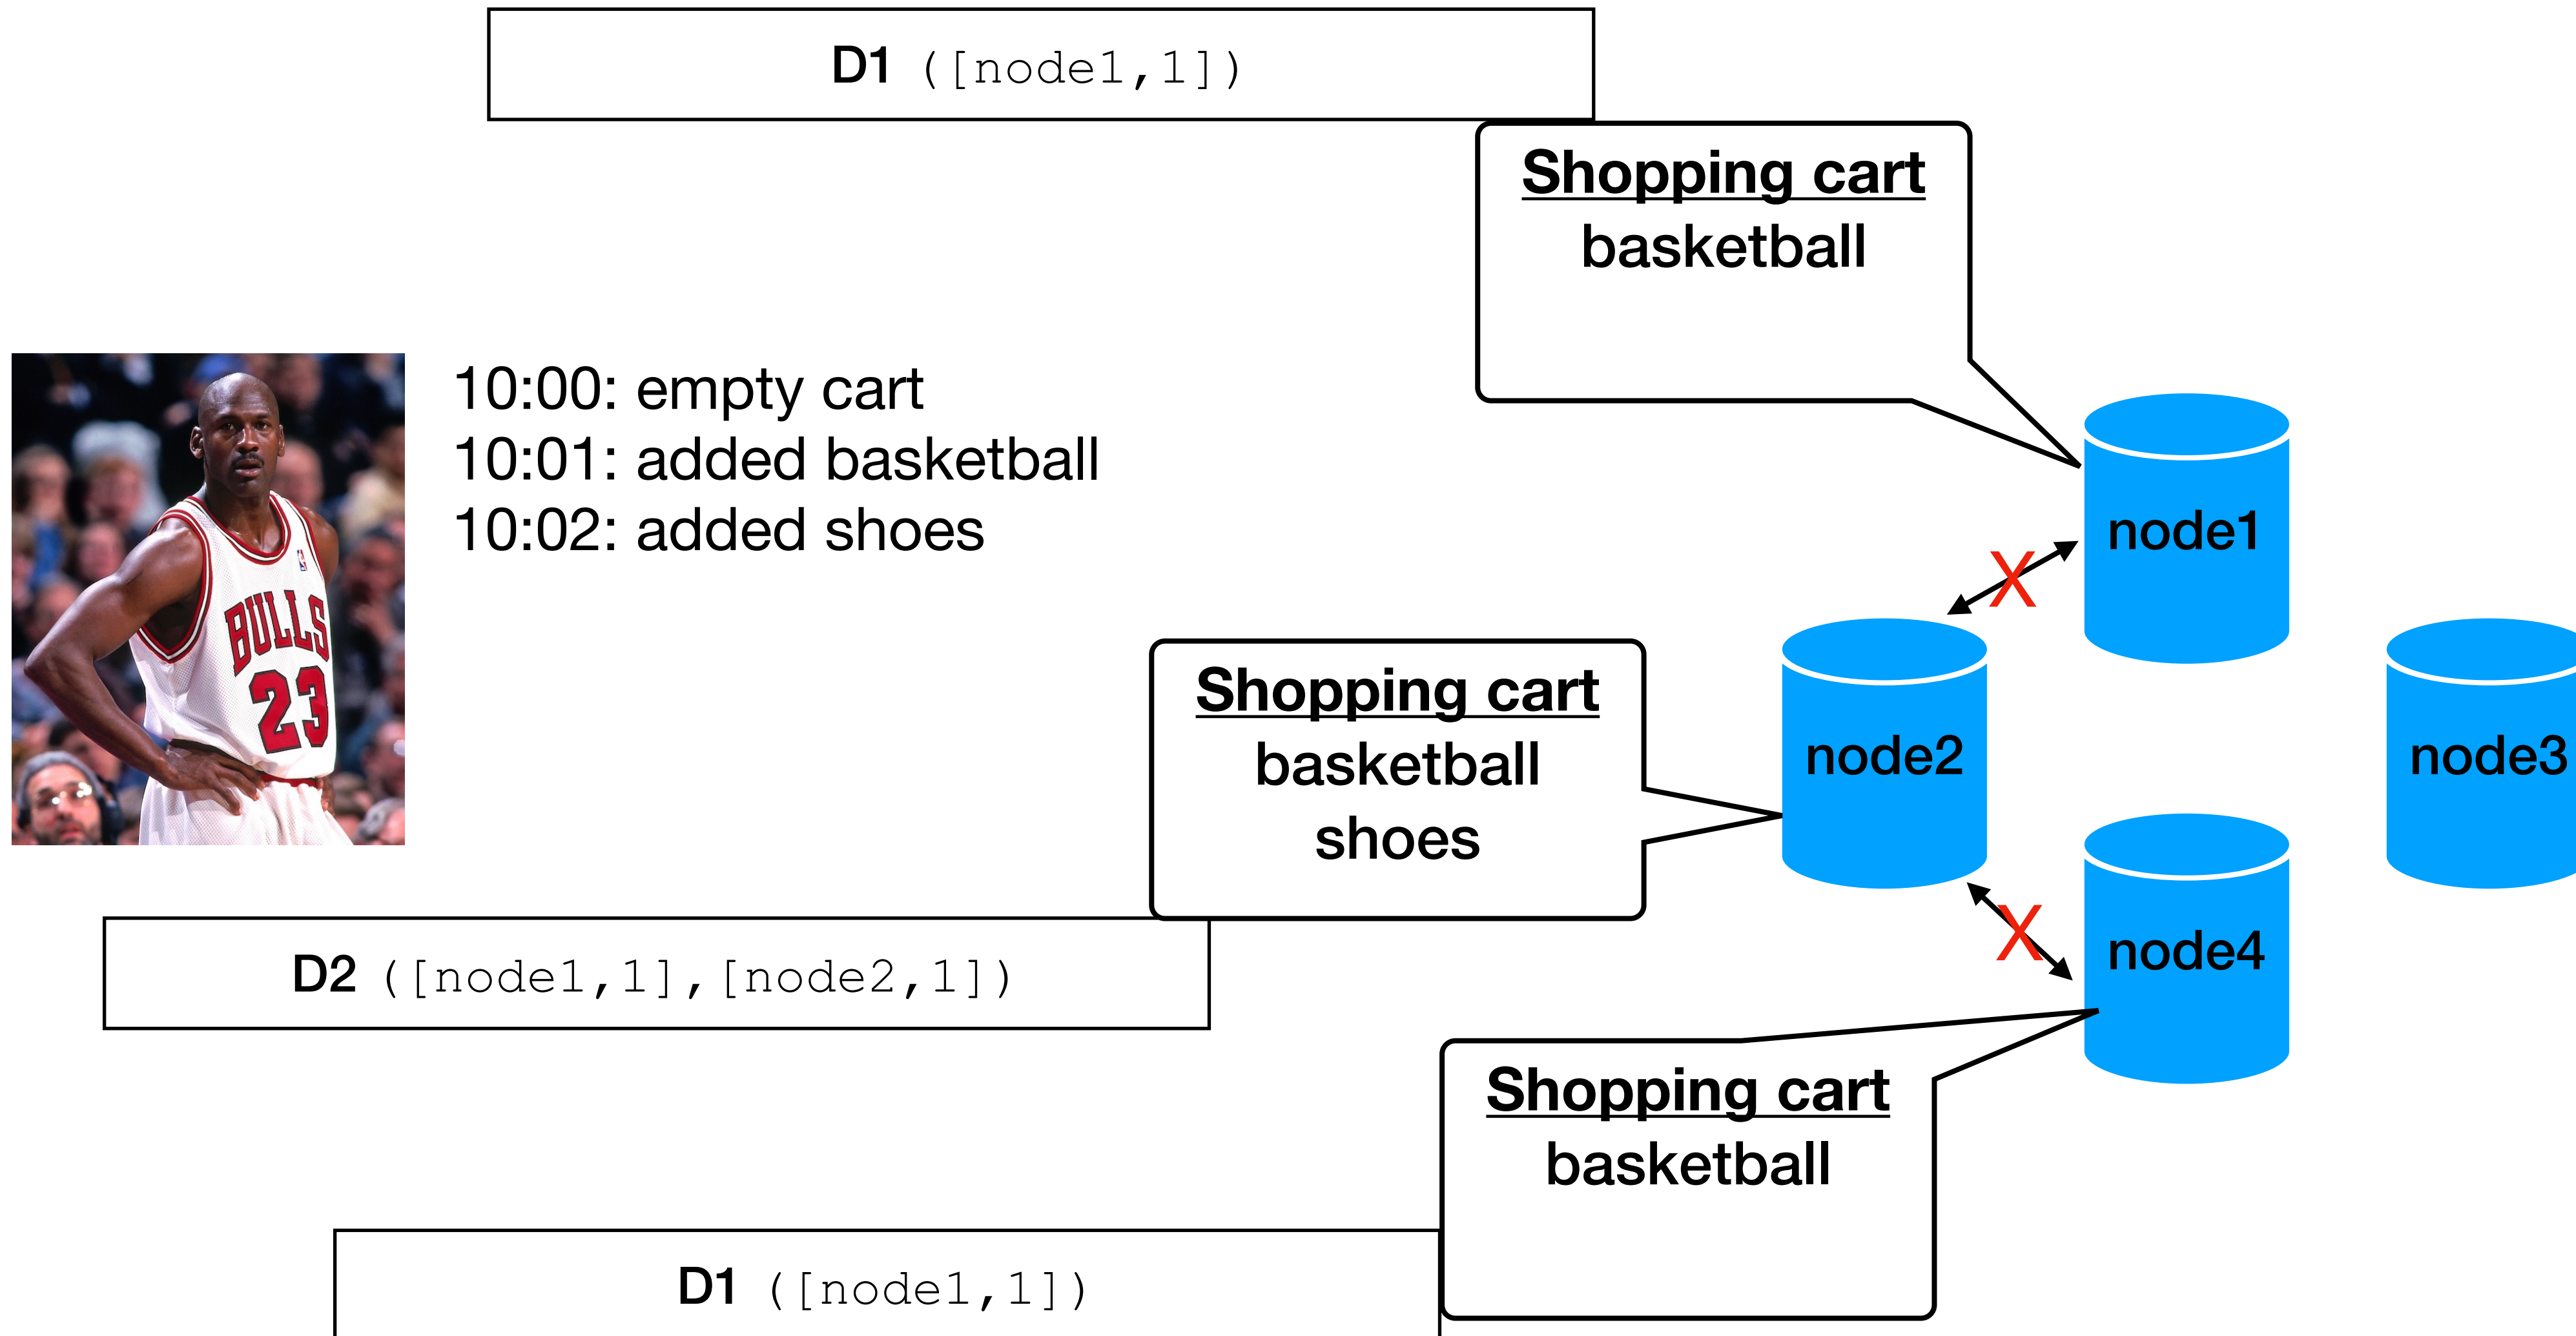 D1 ([node1,1])
Shopping cart
basketball
10:00: empty cart
10:01: added basketball
10:02: added shoes
BULLS
23
node1
X
Shopping cart
basketball
shoes
node2
node3
X
node4
D2 ([node1,1],[node2,1])
Shopping cart
basketball
D1 ([node1,1])